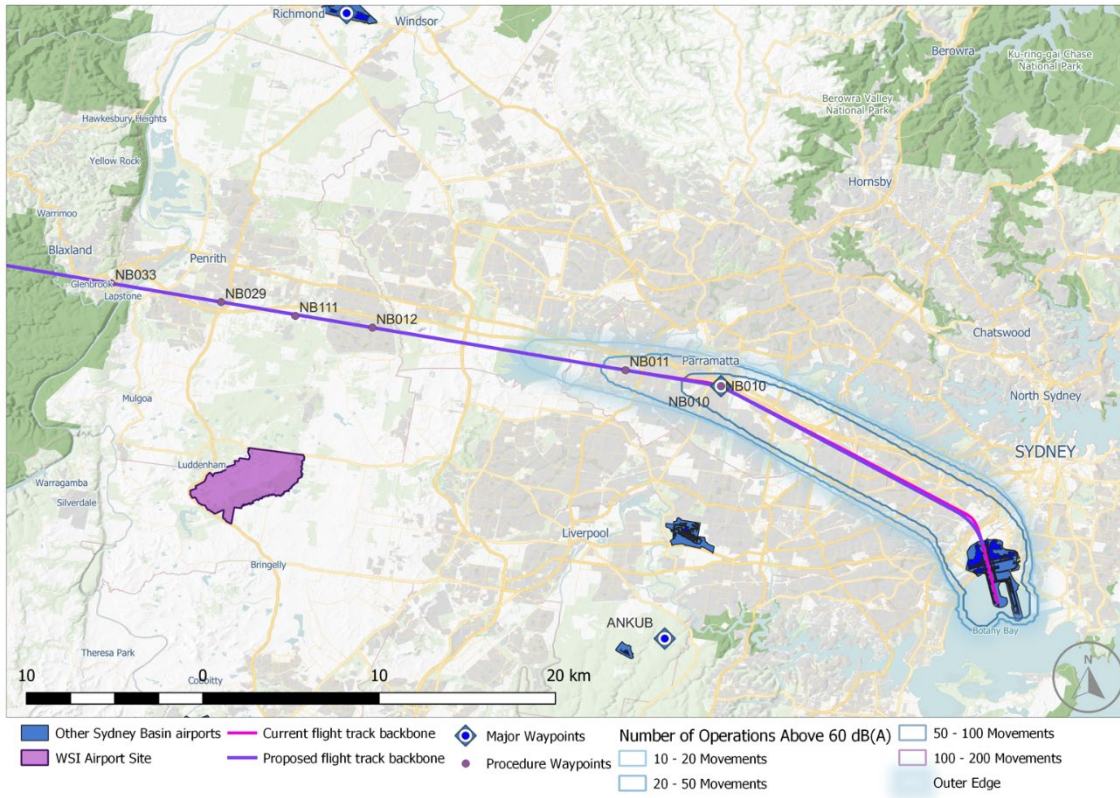 Richmond
Windsor
Berowra
Ku-ring-gai Chase
National Park
Berowra Valley
National Park
Hawkesbury Heights
Yellow Rock
Hornsby
Warrimoo
Blaxland
Penrith
NB033
Glenbrook
Lapstone
NB029
NB111
NB012
Chatswood
Parramatta
NB011
NB010
NB010
North Sydney
Mulgoa
SYDNEY
Luddenham
Warragamba
Silverdale
Liverpool
Bringelly
ANKUB
Botany Bay
Theresa Park
N
Cobbitty
10 0 10 20 km
Other Sydney Basin airports
WSI Airport Site
Current flight track backbone
Proposed flight track backbone
Major Waypoints
Procedure Waypoints
Number of Operations Above 60 dB(A)
10 - 20 Movements
20 - 50 Movements
50 - 100 Movements
100 - 200 Movements
Outer Edge